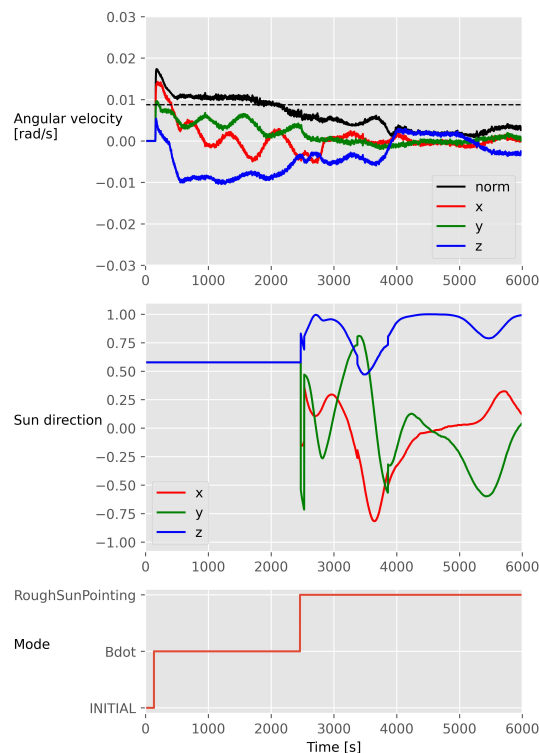 0.03
0.02
0.01
0.00
−0.01
−0.02
−0.03
Angular velocity
[rad/s]
norm
x
y
z
0 1000 2000 3000 4000 5000 6000
1.00
0.75
0.50
0.25
0.00
−0.25
−0.50
−0.75
−1.00
Sun direction
x
y
z
0 1000 2000 3000 4000 5000 6000
RoughSunPointing
Mode
Bdot
INITIAL
0 1000 2000 3000 4000 5000 6000
Time [s]